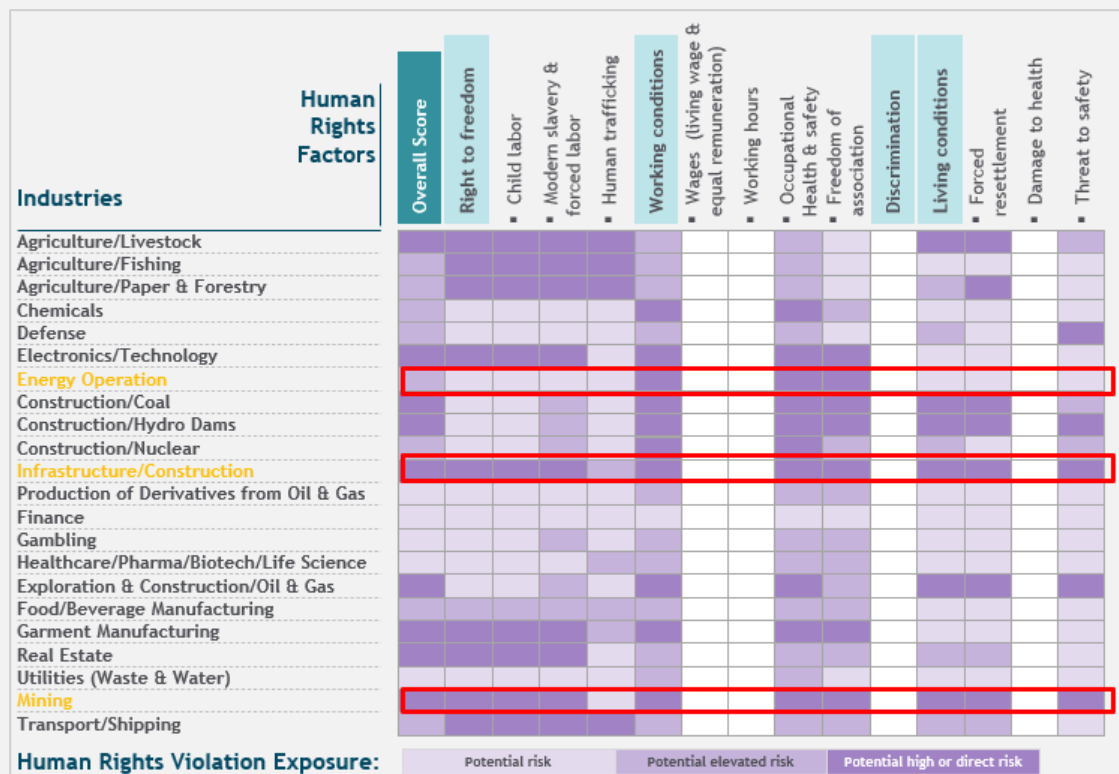 Human
Rights
Factors
Industries
Overall Score
Right to freedom
▪ Child labor
▪ Modern slavery &
forced labor
▪ Human trafficking
Working conditions
▪ Wages (living wage &
equal remuneration)
▪ Working hours
▪ Occupational
Health & safety
▪ Freedom of
association
Discrimination
Living conditions
▪ Forced
resettlement
▪ Damage to health
▪ Threat to safety
Agriculture/Livestock
Agriculture/Fishing
Agriculture/Paper & Forestry
Chemicals
Defense
Electronics/Technology
Energy Operation
Construction/Coal
Construction/Hydro Dams
Construction/Nuclear
Infrastructure/Construction
Production of Derivatives from Oil & Gas
Finance
Gambling
Healthcare/Pharma/Biotech/Life Science
Exploration & Construction/Oil & Gas
Food/Beverage Manufacturing
Garment Manufacturing
Real Estate
Utilities (Waste & Water)
Mining
Transport/Shipping
Human Rights Violation Exposure: Potential risk Potential elevated risk Potential high or direct risk